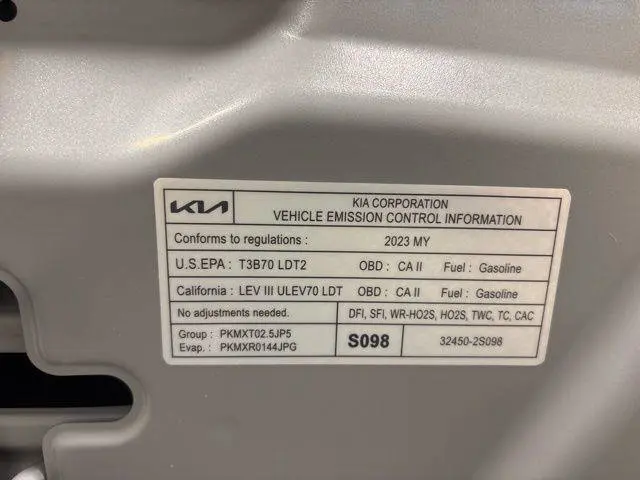 KIA
KIA CORPORATION
VEHICLE EMISSION CONTROL INFORMATION
Conforms to regulations : 2023 MY
U.S.EPA : T3B70 LDT2 OBD : CA II Fuel : Gasoline
California : LEV III ULEV70 LDT OBD : CA II Fuel : Gasoline
No adjustments needed. DFI, SFI, WR-HO2S, HO2S, TWC, TC, CAC
Group : PKMXT02.5JP5
Evap. : PKMXR0144JPG
S098
32450-2S098